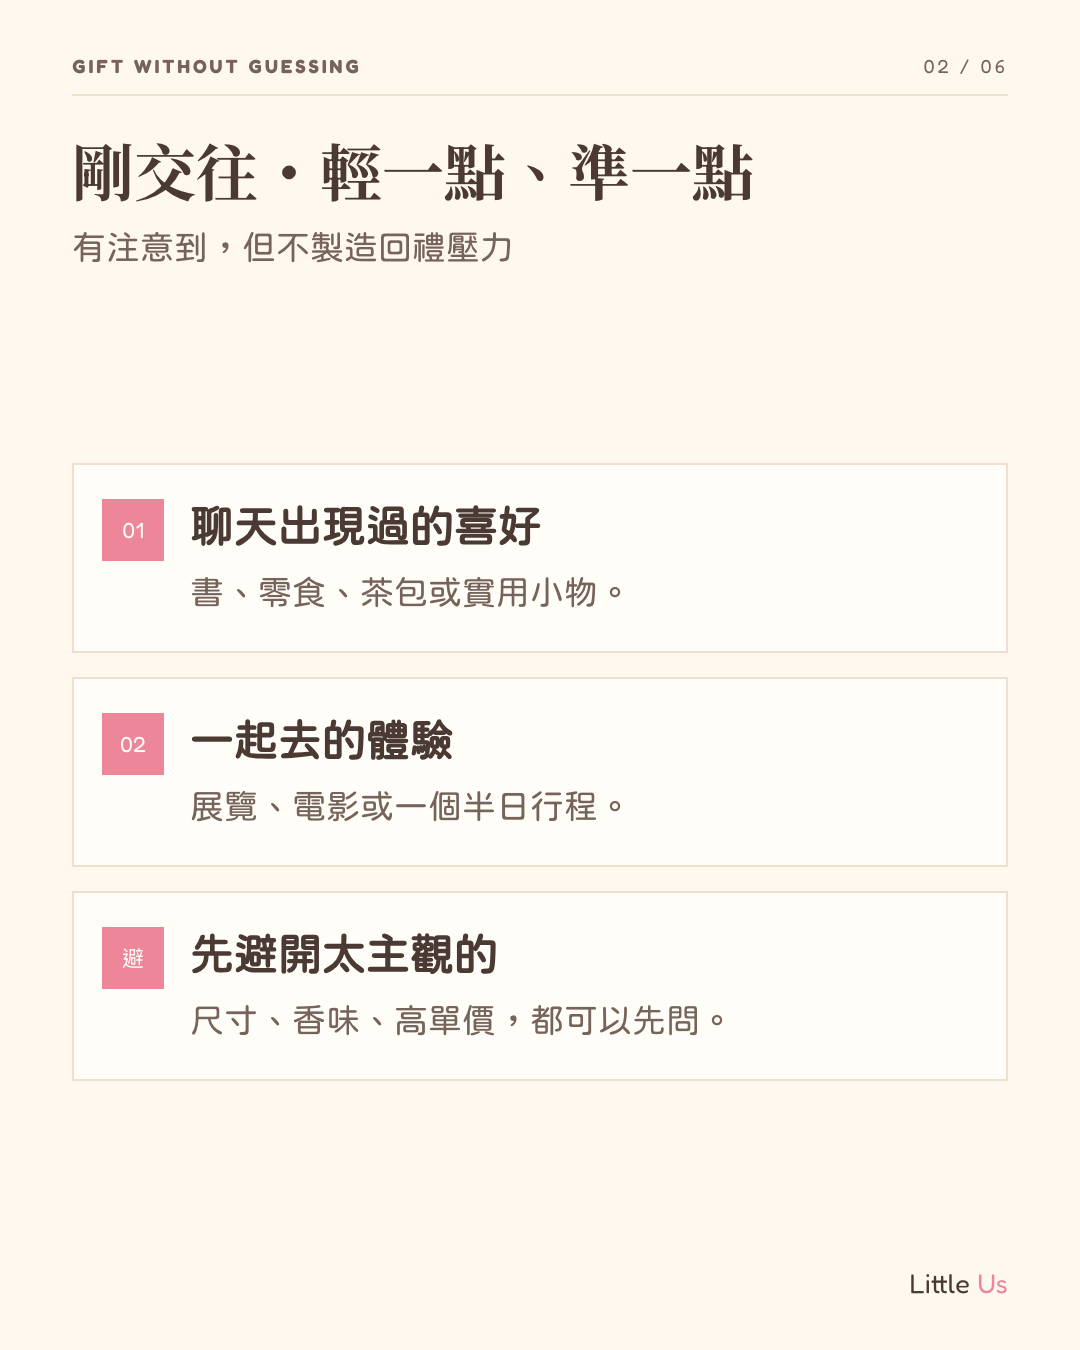 GIFT WITHOUT GUESSING
02 / 06
剛交往・輕一點、準一點
有注意到，但不製造回禮壓力
01
聊天出現過的喜好
書、零食、茶包或實用小物。
02
一起去的體驗
展覽、電影或一個半日行程。
避
先避開太主觀的
尺寸、香味、高單價，都可以先問。
Little Us